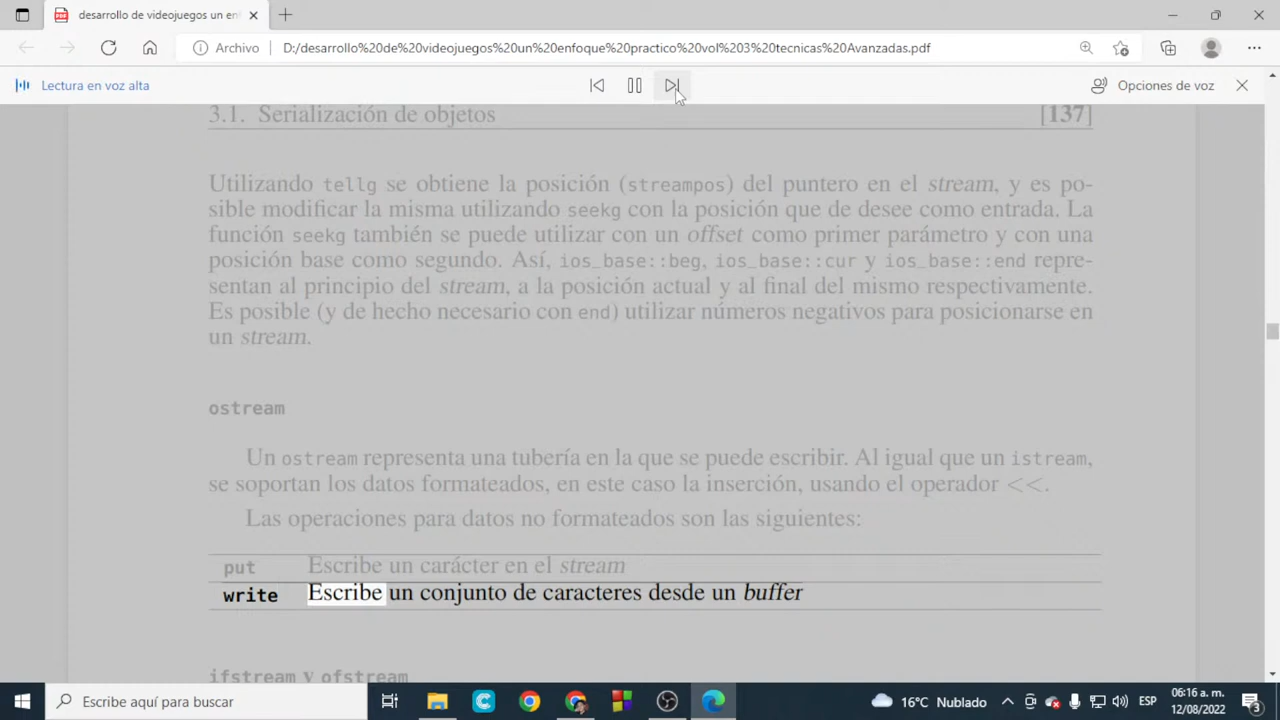 desarrollo de videojuegos un en
Archivo
D:/desarrollo%20de%20videojuegos%20un%20enfoque%20practico%20vol%203%20tecnicas%20Avanzadas.pdf
Lectura en voz alta
Opciones de voz
3.1. Serialización de objetos [137]
Utilizando tellg se obtiene la posición (streampos) del puntero en el stream, y es po-
sible modificar la misma utilizando seekg con la posición que de desee como entrada. La
función seekg también se puede utilizar con un offset como primer parámetro y con una
posición base como segundo. Así, ios_base::beg, ios_base::cur y ios_base::end repre-
sentan al principio del stream, a la posición actual y al final del mismo respectivamente.
Es posible (y de hecho necesario con end) utilizar números negativos para posicionarse en
un stream.
ostream
Un ostream representa una tubería en la que se puede escribir. Al igual que un istream,
se soportan los datos formateados, en este caso la inserción, usando el operador <<.
Las operaciones para datos no formateados son las siguientes:
put Escribe un carácter en el stream
write Escribe un conjunto de caracteres desde un buffer
ifstream y ofstream
Escribe aquí para buscar
16°C Nublado
ESP
06:16 a. m.
12/08/2022
3